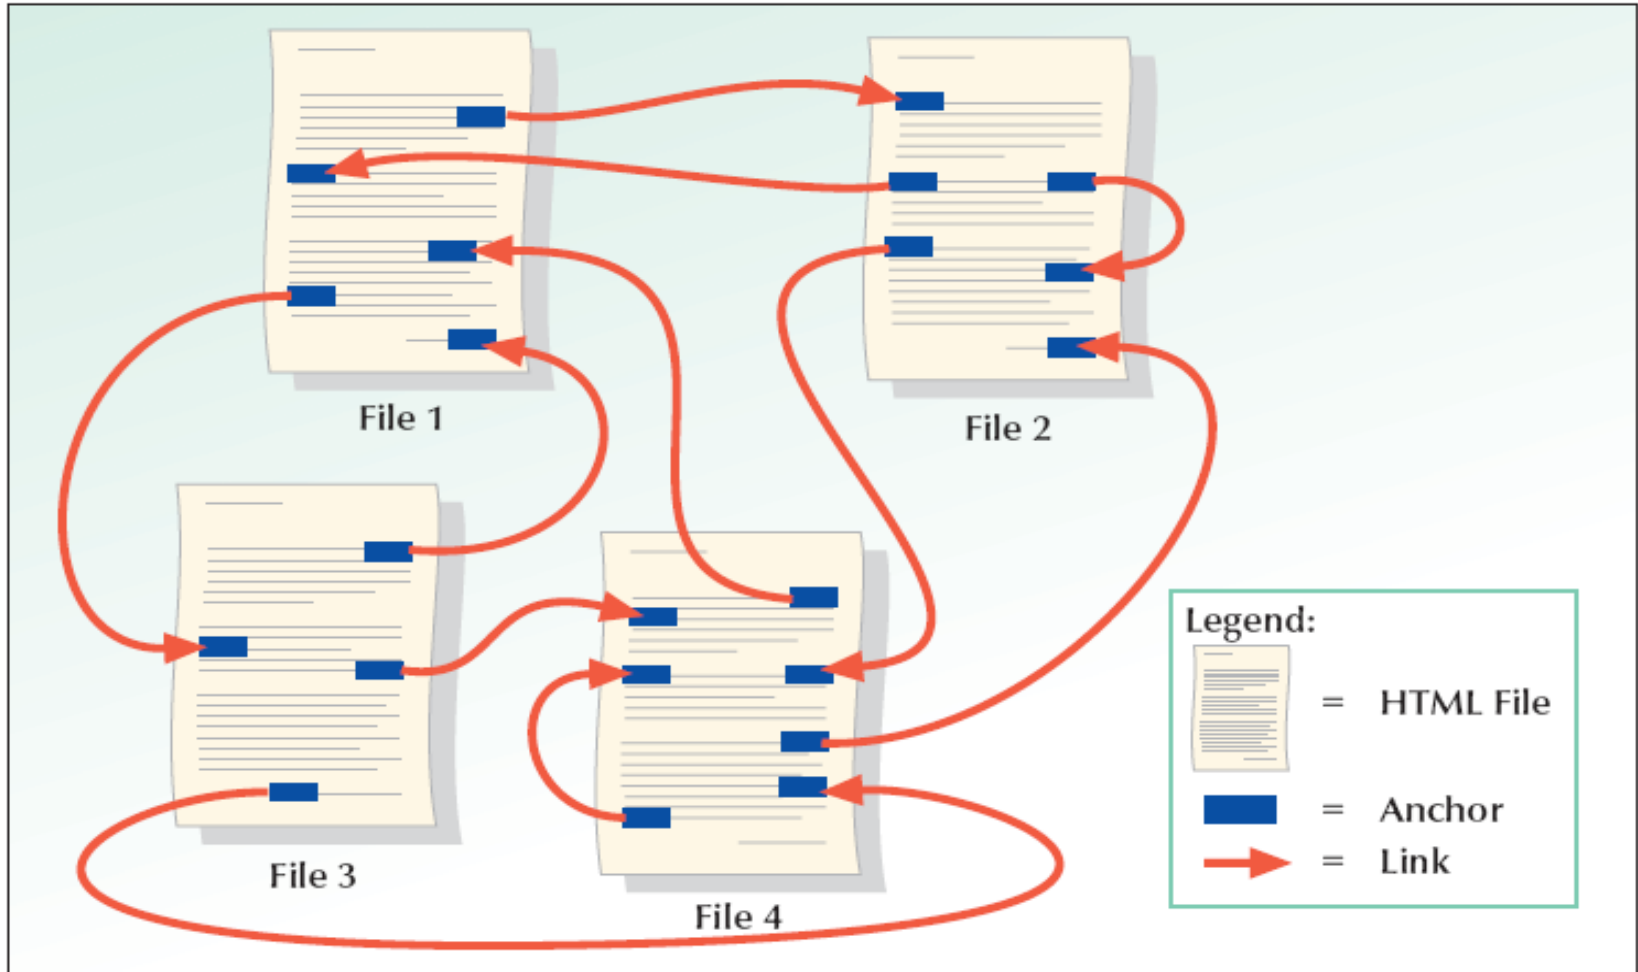 File 1
File 2
File 3
File 4
Legend:
= HTML File
= Anchor
= Link